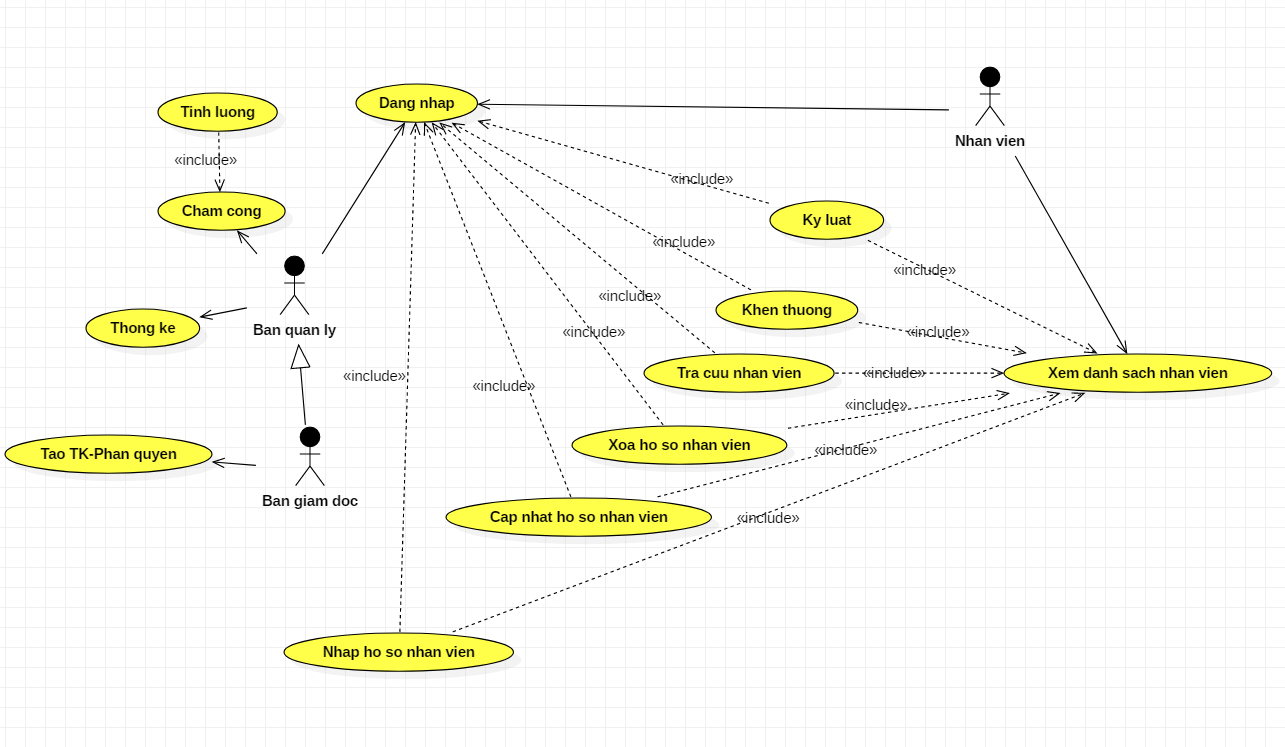 Tinh luong
Dang nhap
Nhan vien
«include»
«include»
Cham cong
Ky luat
«include»
«include»
«include»
Khen thuong
Thong ke
Ban quan ly
«include»
«include»
Tra cuu nhan vien
«include»
Xem danh sach nhan vien
«include»
«include»
«include»
Xoa ho so nhan vien
«include»
Tao TK-Phan quyen
Ban giam doc
Cap nhat ho so nhan vien
«include»
Nhap ho so nhan vien